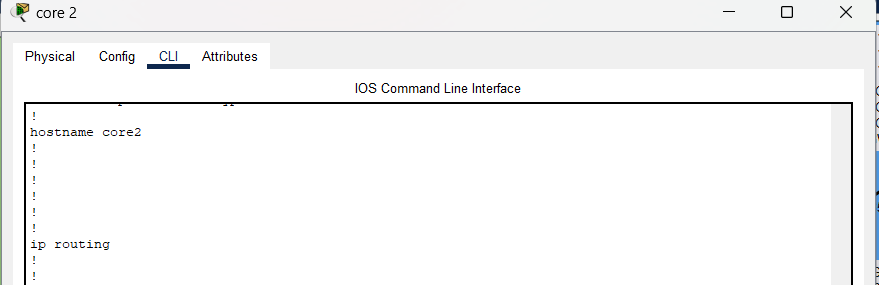 core 2
Physical Config CLI Attributes
IOS Command Line Interface
!
hostname core2
!
!
!
!
!
!
ip routing
!
!